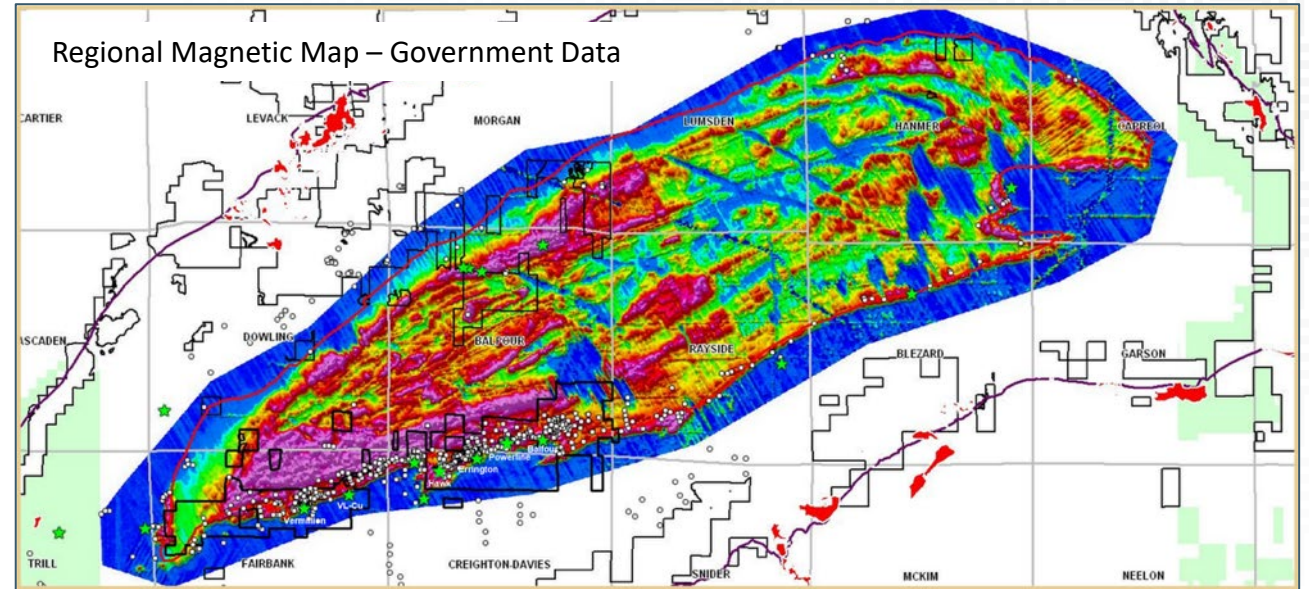 Regional Magnetic Map – Government Data
CARTIER
LEVACK
MORGAN
LUMSDEN
HANMER
CAPREOL
DOWLING
BALFOUR
RAYSIDE
BLEZARD
GARSON
Balfour
Powerline
Errington
Hawk
VL-Cu
Vermilion
1
TRILL
FAIRBANK
CREIGHTON-DAVIES
SNIDER
MCKIM
NEELON